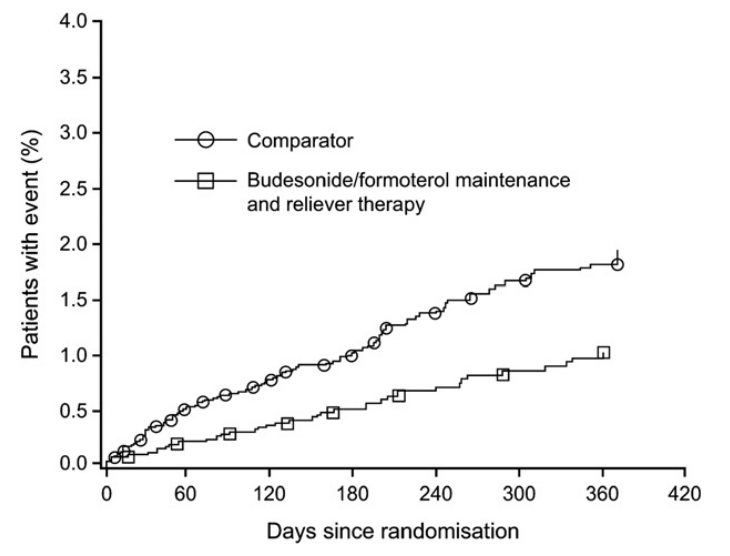 4.0
3.5
3.0
2.5
2.0
1.5
1.0
0.5
0.0
Patients with event (%)
Comparator
Budesonide/formoterol maintenance
and reliever therapy
0 60 120 180 240 300 360 420
Days since randomisation